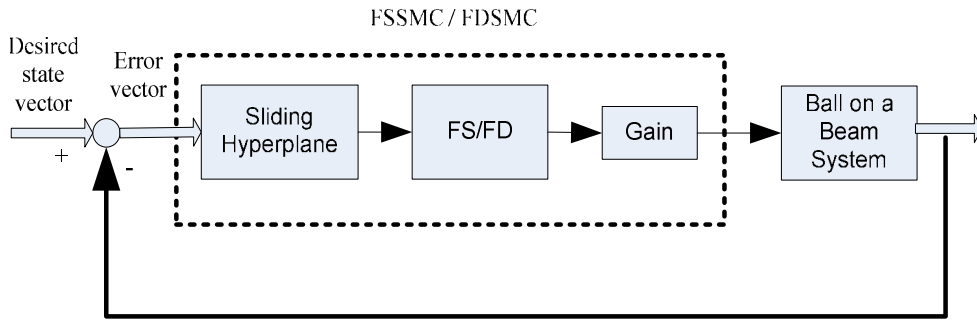 FSSMC / FDSMC
Desired
state
vector
Error
vector
Sliding
Hyperplane
FS/FD
Gain
Ball on a
Beam
System
+
-